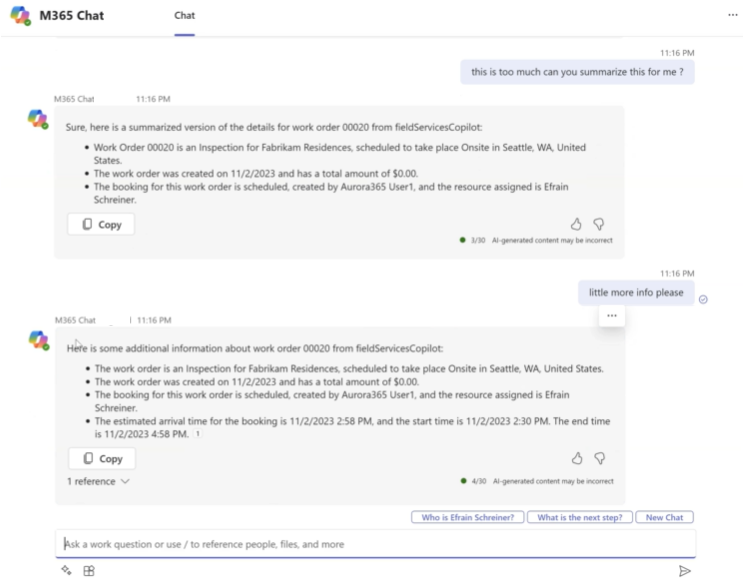 M365 Chat
Chat
11:16 PM
this is too much can you summarize this for me ?
M365 Chat 11:16 PM
Sure, here is a summarized version of the details for work order 00020 from fieldServicesCopilot:
• Work Order 00020 is an Inspection for Fabrikam Residences, scheduled to take place Onsite in Seattle, WA, United
States.
• The work order was created on 11/2/2023 and has a total amount of $0.00.
• The booking for this work order is scheduled, created by Aurora365 User1, and the resource assigned is Efrain
Schreiner.
Copy
3/30 AI-generated content may be incorrect
11:16 PM
little more info please
M365 Chat | 11:16 PM
Here is some additional information about work order 00020 from fieldServicesCopilot:
• The work order is an Inspection for Fabrikam Residences, scheduled to take place Onsite in Seattle, WA, United States.
• The work order was created on 11/2/2023 and has a total amount of $0.00.
• The booking for this work order is scheduled, created by Aurora365 User1, and the resource assigned is Efrain
Schreiner.
• The estimated arrival time for the booking is 11/2/2023 2:58 PM, and the start time is 11/2/2023 2:30 PM. The end time
is 11/2/2023 4:58 PM. 1
Copy
1 reference
4/30 AI-generated content may be incorrect
Who is Efrain Schreiner? What is the next step? New Chat
Ask a work question or use / to reference people, files, and more